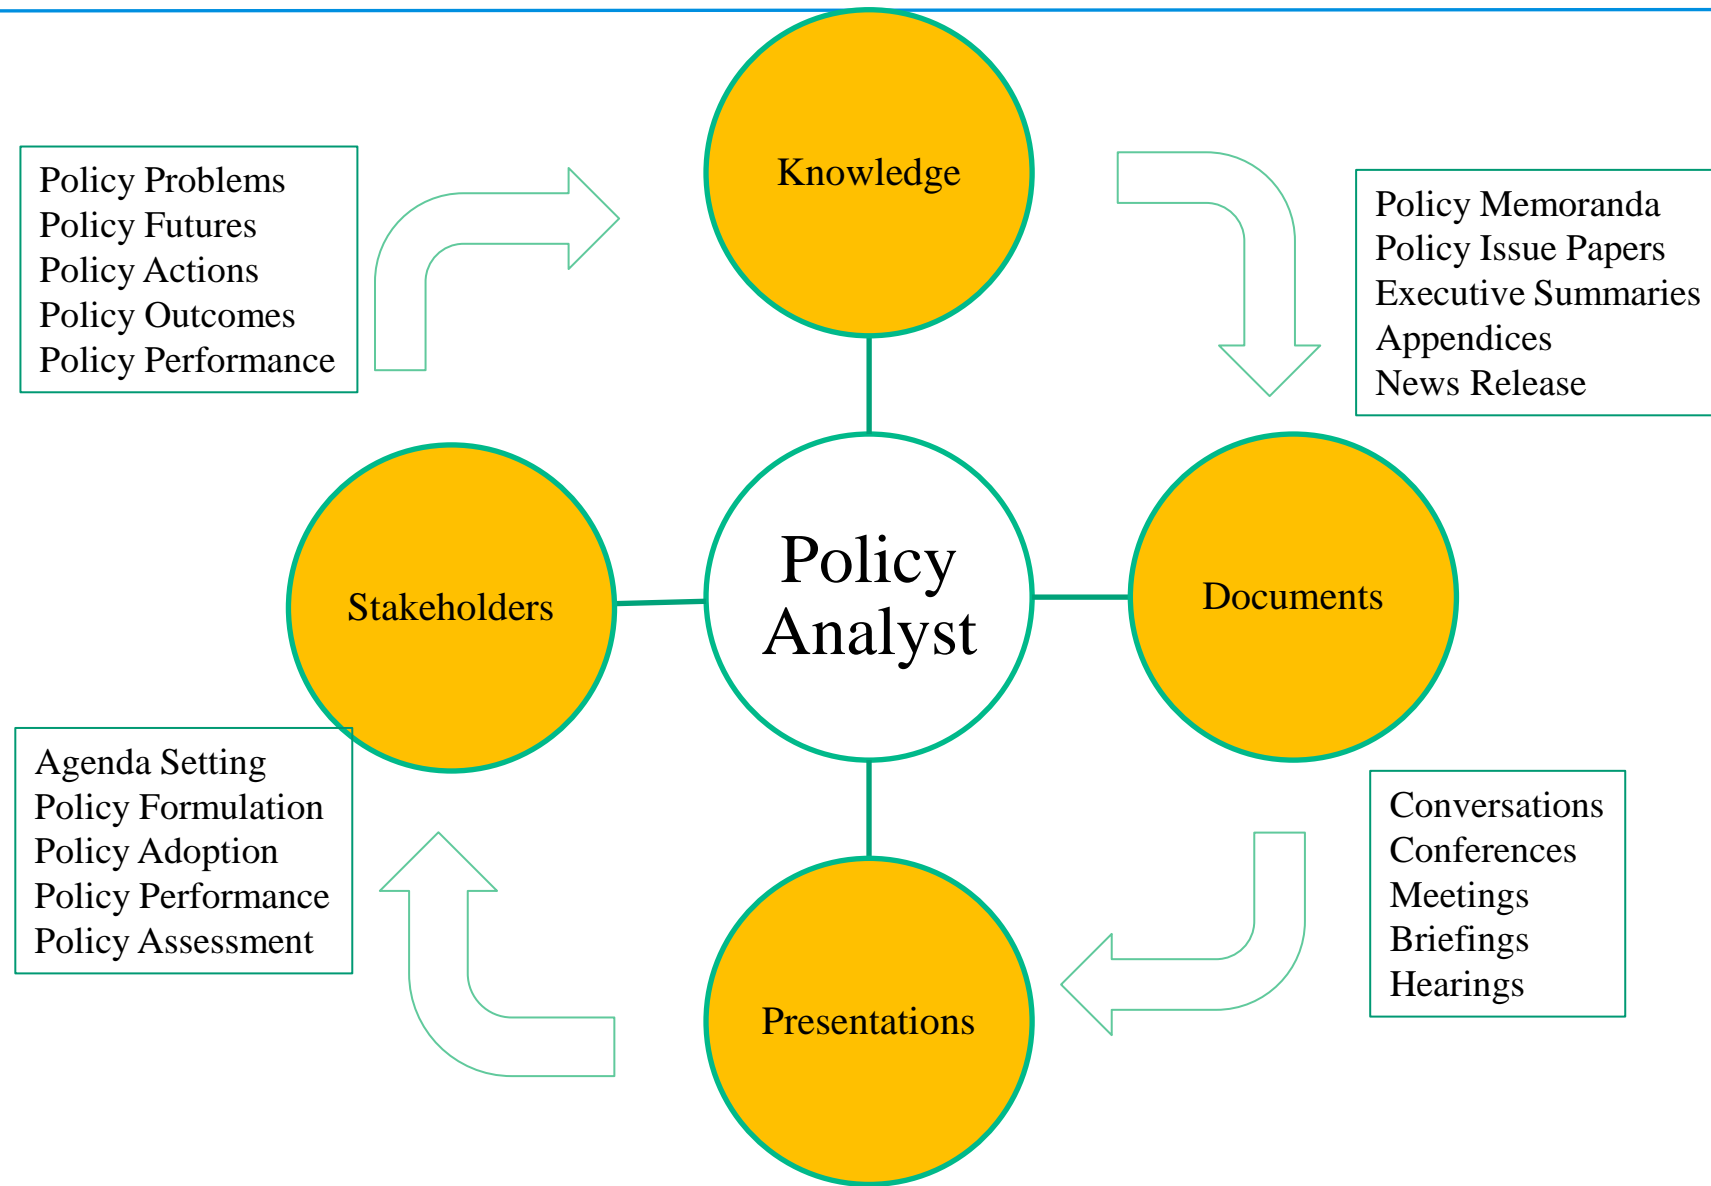 Knowledge
Policy Problems
Policy Futures
Policy Actions
Policy Outcomes
Policy Performance
Policy Memoranda
Policy Issue Papers
Executive Summaries
Appendices
News Release
Stakeholders
Policy
Analyst
Documents
Agenda Setting
Policy Formulation
Policy Adoption
Policy Performance
Policy Assessment
Conversations
Conferences
Meetings
Briefings
Hearings
Presentations